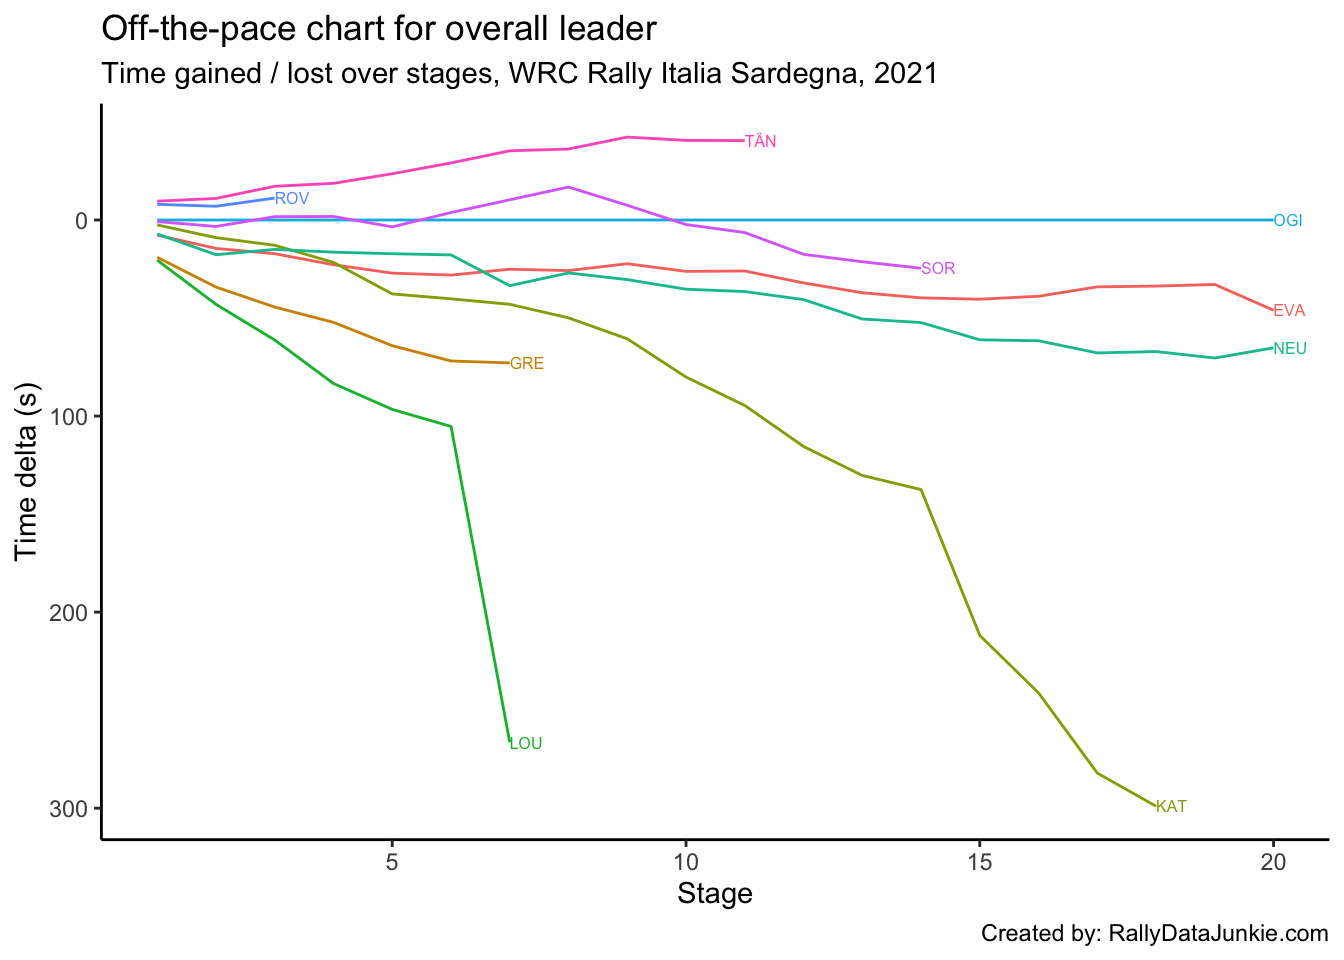 Off-the-pace chart for overall leader
Time gained / lost over stages, WRC Rally Italia Sardegna, 2021
TÄN
ROV
0
OGI
SOR
EVA
NEU
GRE
100
Time delta (s)
200
LOU
300
KAT
5
10
15
20
Stage
Created by: RallyDataJunkie.com